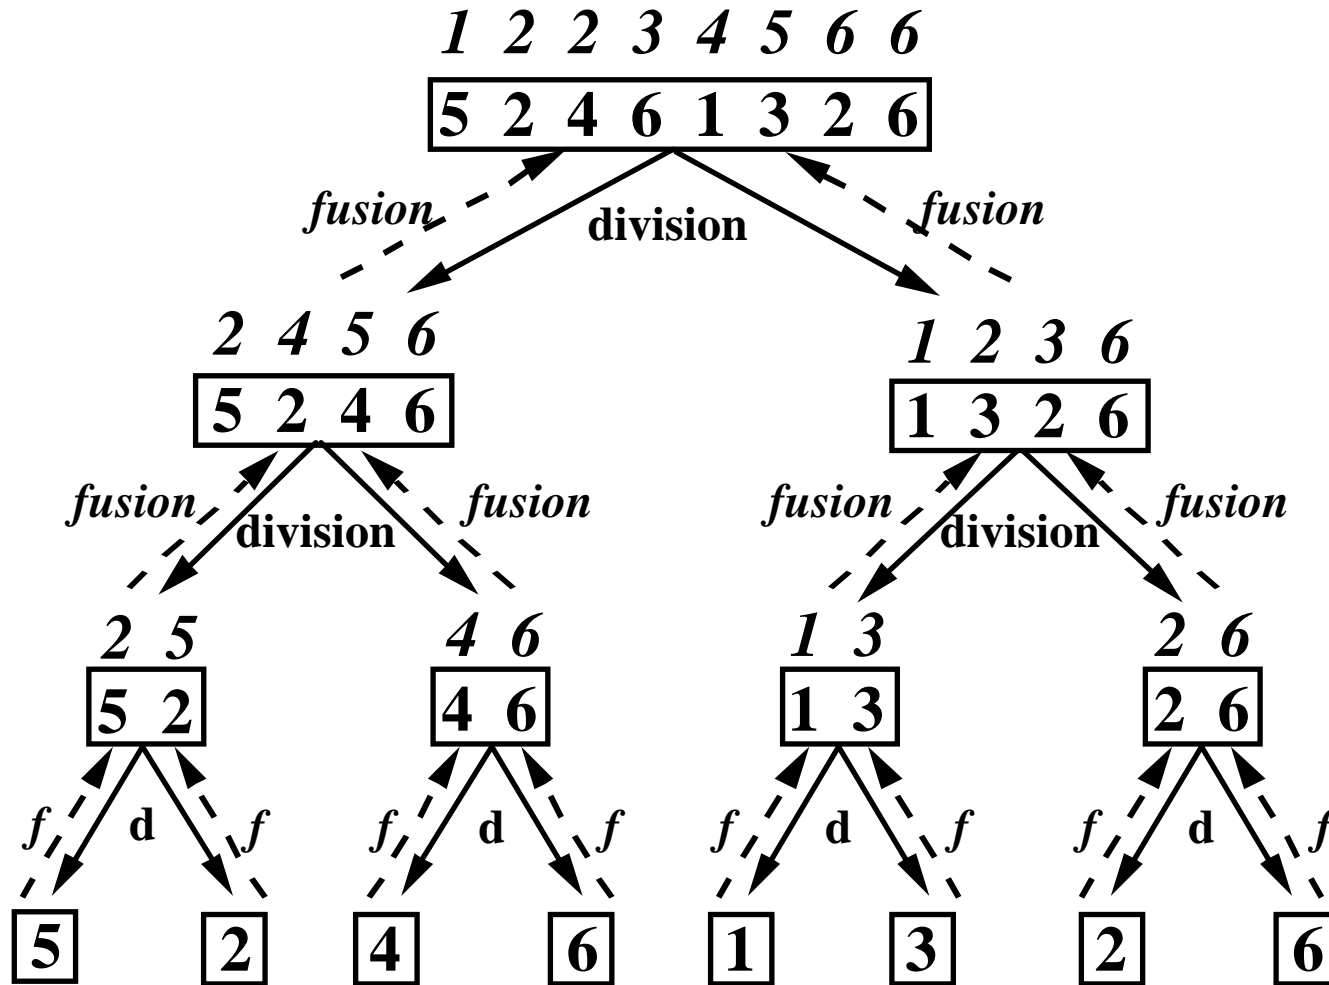 1 2 2 3 4 5 6 6
5 2 4 6 1 3 2 6
fusion division fusion
2 4 5 6 1 2 3 6
5 2 4 6 1 3 2 6
fusion division fusion fusion division fusion
2 5 4 6 1 3 2 6
5 2 4 6 1 3 2 6
f d f f d f f d f f d f
5 2 4 6 1 3 2 6